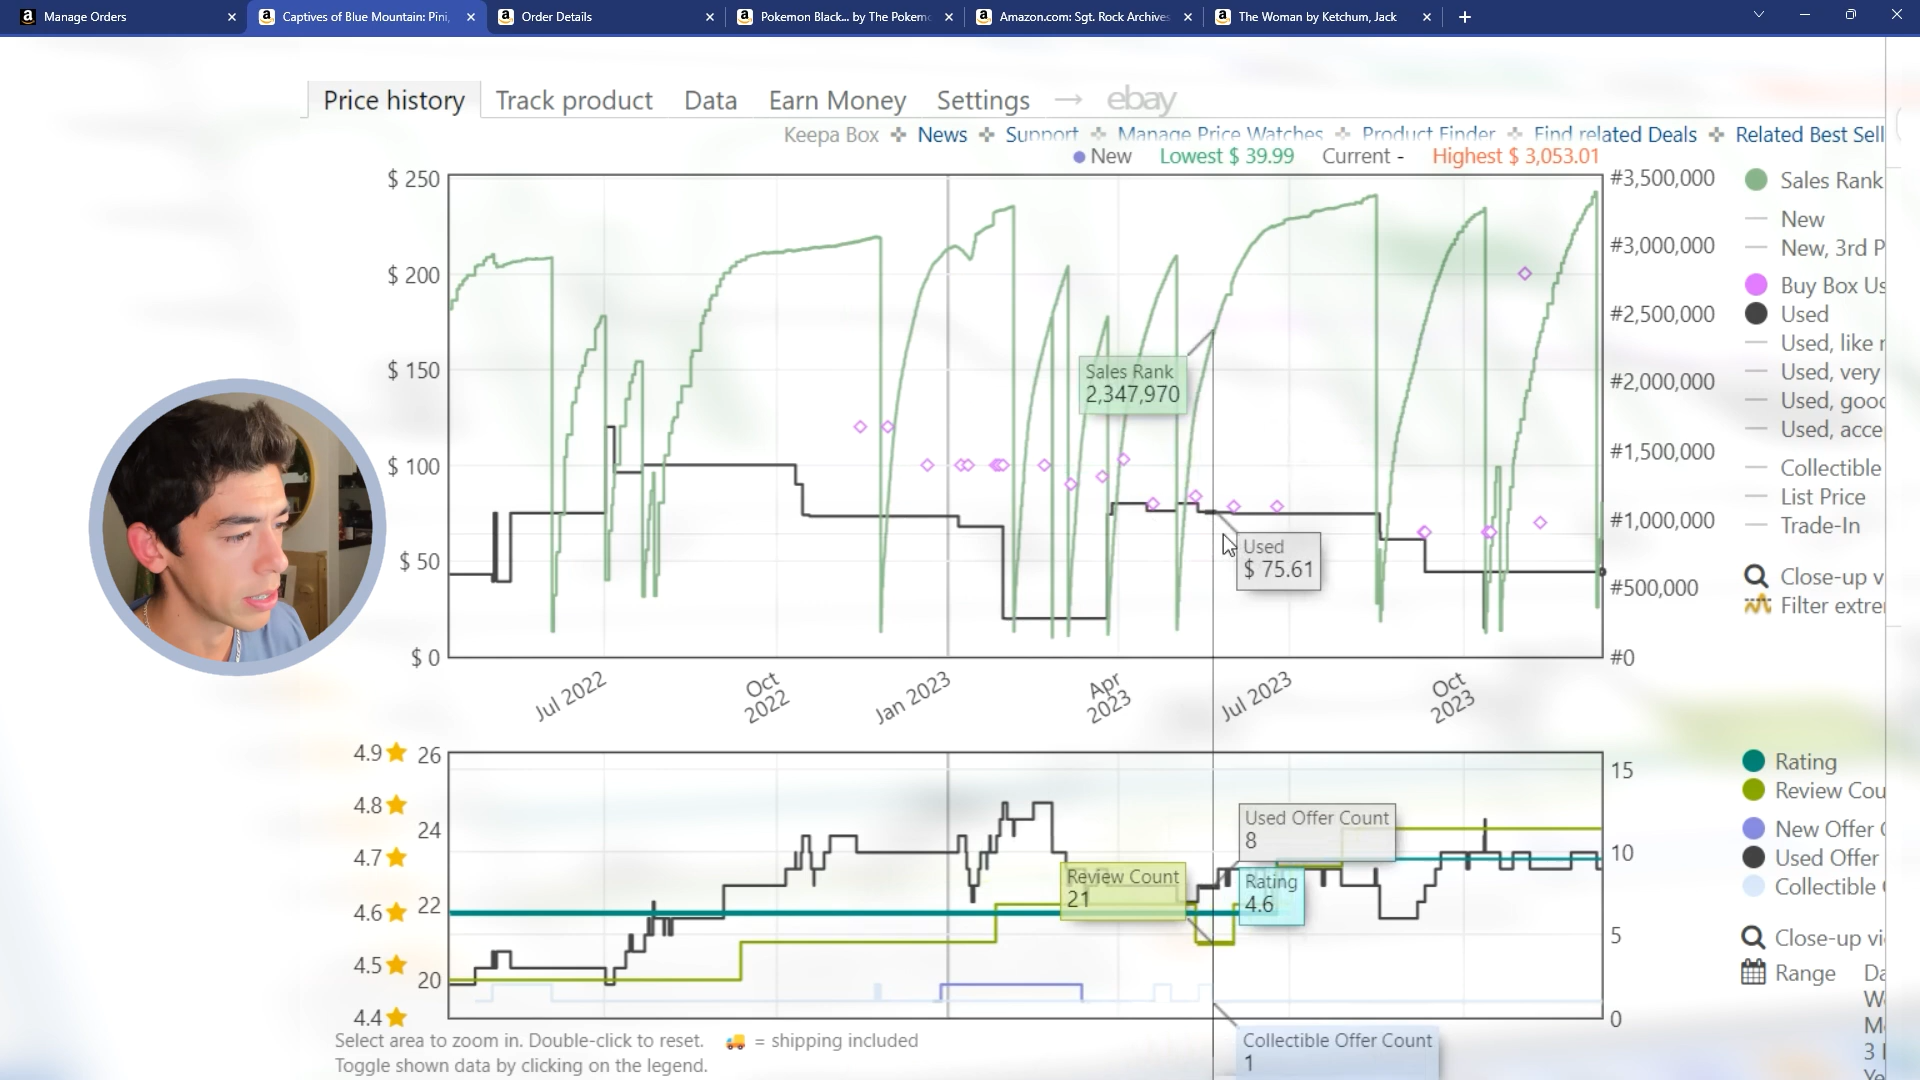 Manage Orders
Captives of Blue Mountain: Pini,
Order Details
Pokemon Black... by The Pokemo
Amazon.com: Sgt. Rock Archives
The Woman by Ketchum, Jack
Price history
Track product
Data
Earn Money
Settings
→ ebay
Keepa Box
News
Support
Manage Price Watches
Product Finder
Find related Deals
Related Best Sell
New
Lowest $ 39.99
Current -
Highest $ 3,053.01
$ 250
$ 200
$ 150
$ 100
$ 50
$ 0
#3,500,000
#3,000,000
#2,500,000
#2,000,000
#1,500,000
#1,000,000
#500,000
#0
Sales Rank
2,347,970
Used
$ 75.61
Jul 2022
Oct
2022
Jan 2023
Apr
2023
Jul 2023
Oct
2023
Sales Rank
New
New, 3rd P
Buy Box Us
Used
Used, like n
Used, very
Used, good
Used, acce
Collectible
List Price
Trade-In
Close-up v
Filter extre
4.9
4.8
4.7
4.6
4.5
4.4
26
24
22
20
15
10
5
0
Used Offer Count
8
Review Count
21
Rating
4.6
Collectible Offer Count
1
Rating
Review Cou
New Offer C
Used Offer
Collectible
Close-up vi
Range
Da
We
M
3 
Ye
Select area to zoom in. Double-click to reset.
= shipping included
Toggle shown data by clicking on the legend.